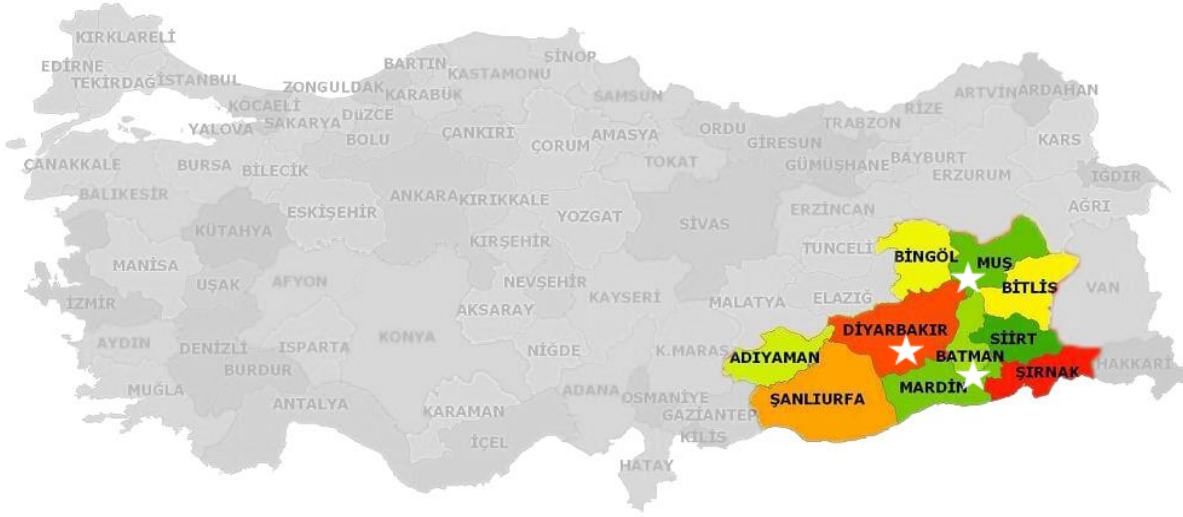 KIRKLARELİ
EDİRNE
TEKİRDAĞ
İSTANBUL
KOCAELİ
YALOVA
SAKARYA
ZONGULDAK
BARTIN
KARABÜK
DÜZCE
BOLU
KASTAMONU
SİNOP
ÇANKIRI
SAMSUN
AMASYA
ÇORUM
TOKAT
ORDU
GİRESUN
TRABZON
GÜMÜŞHANE
RİZE
ARTVİN
ARDAHAN
BAYBURT
ERZURUM
KARS
IĞDIR
AĞRI
ÇANAKKALE
BALIKESİR
BURSA
BİLECİK
ESKİŞEHİR
KÜTAHYA
ANKARA
KIRIKKALE
YOZGAT
SİVAS
ERZİNCAN
TUNCELİ
BİNGÖL
MUŞ
BİTLİS
VAN
MANİSA
İZMİR
UŞAK
AFYON
KIRŞEHİR
NEVŞEHİR
AKSARAY
KAYSERİ
MALATYA
ELAZIĞ
DİYARBAKIR
BATMAN
SİİRT
ŞIRNAK
HAKKARİ
AYDIN
DENİZLİ
ISPARTA
BURDUR
KONYA
NİĞDE
K.MARAŞ
ADIYAMAN
ŞANLIURFA
MARDİN
MUĞLA
ANTALYA
KARAMAN
İÇEL
ADANA
OSMANİYE
GAZİANTEP
KİLİS
HATAY